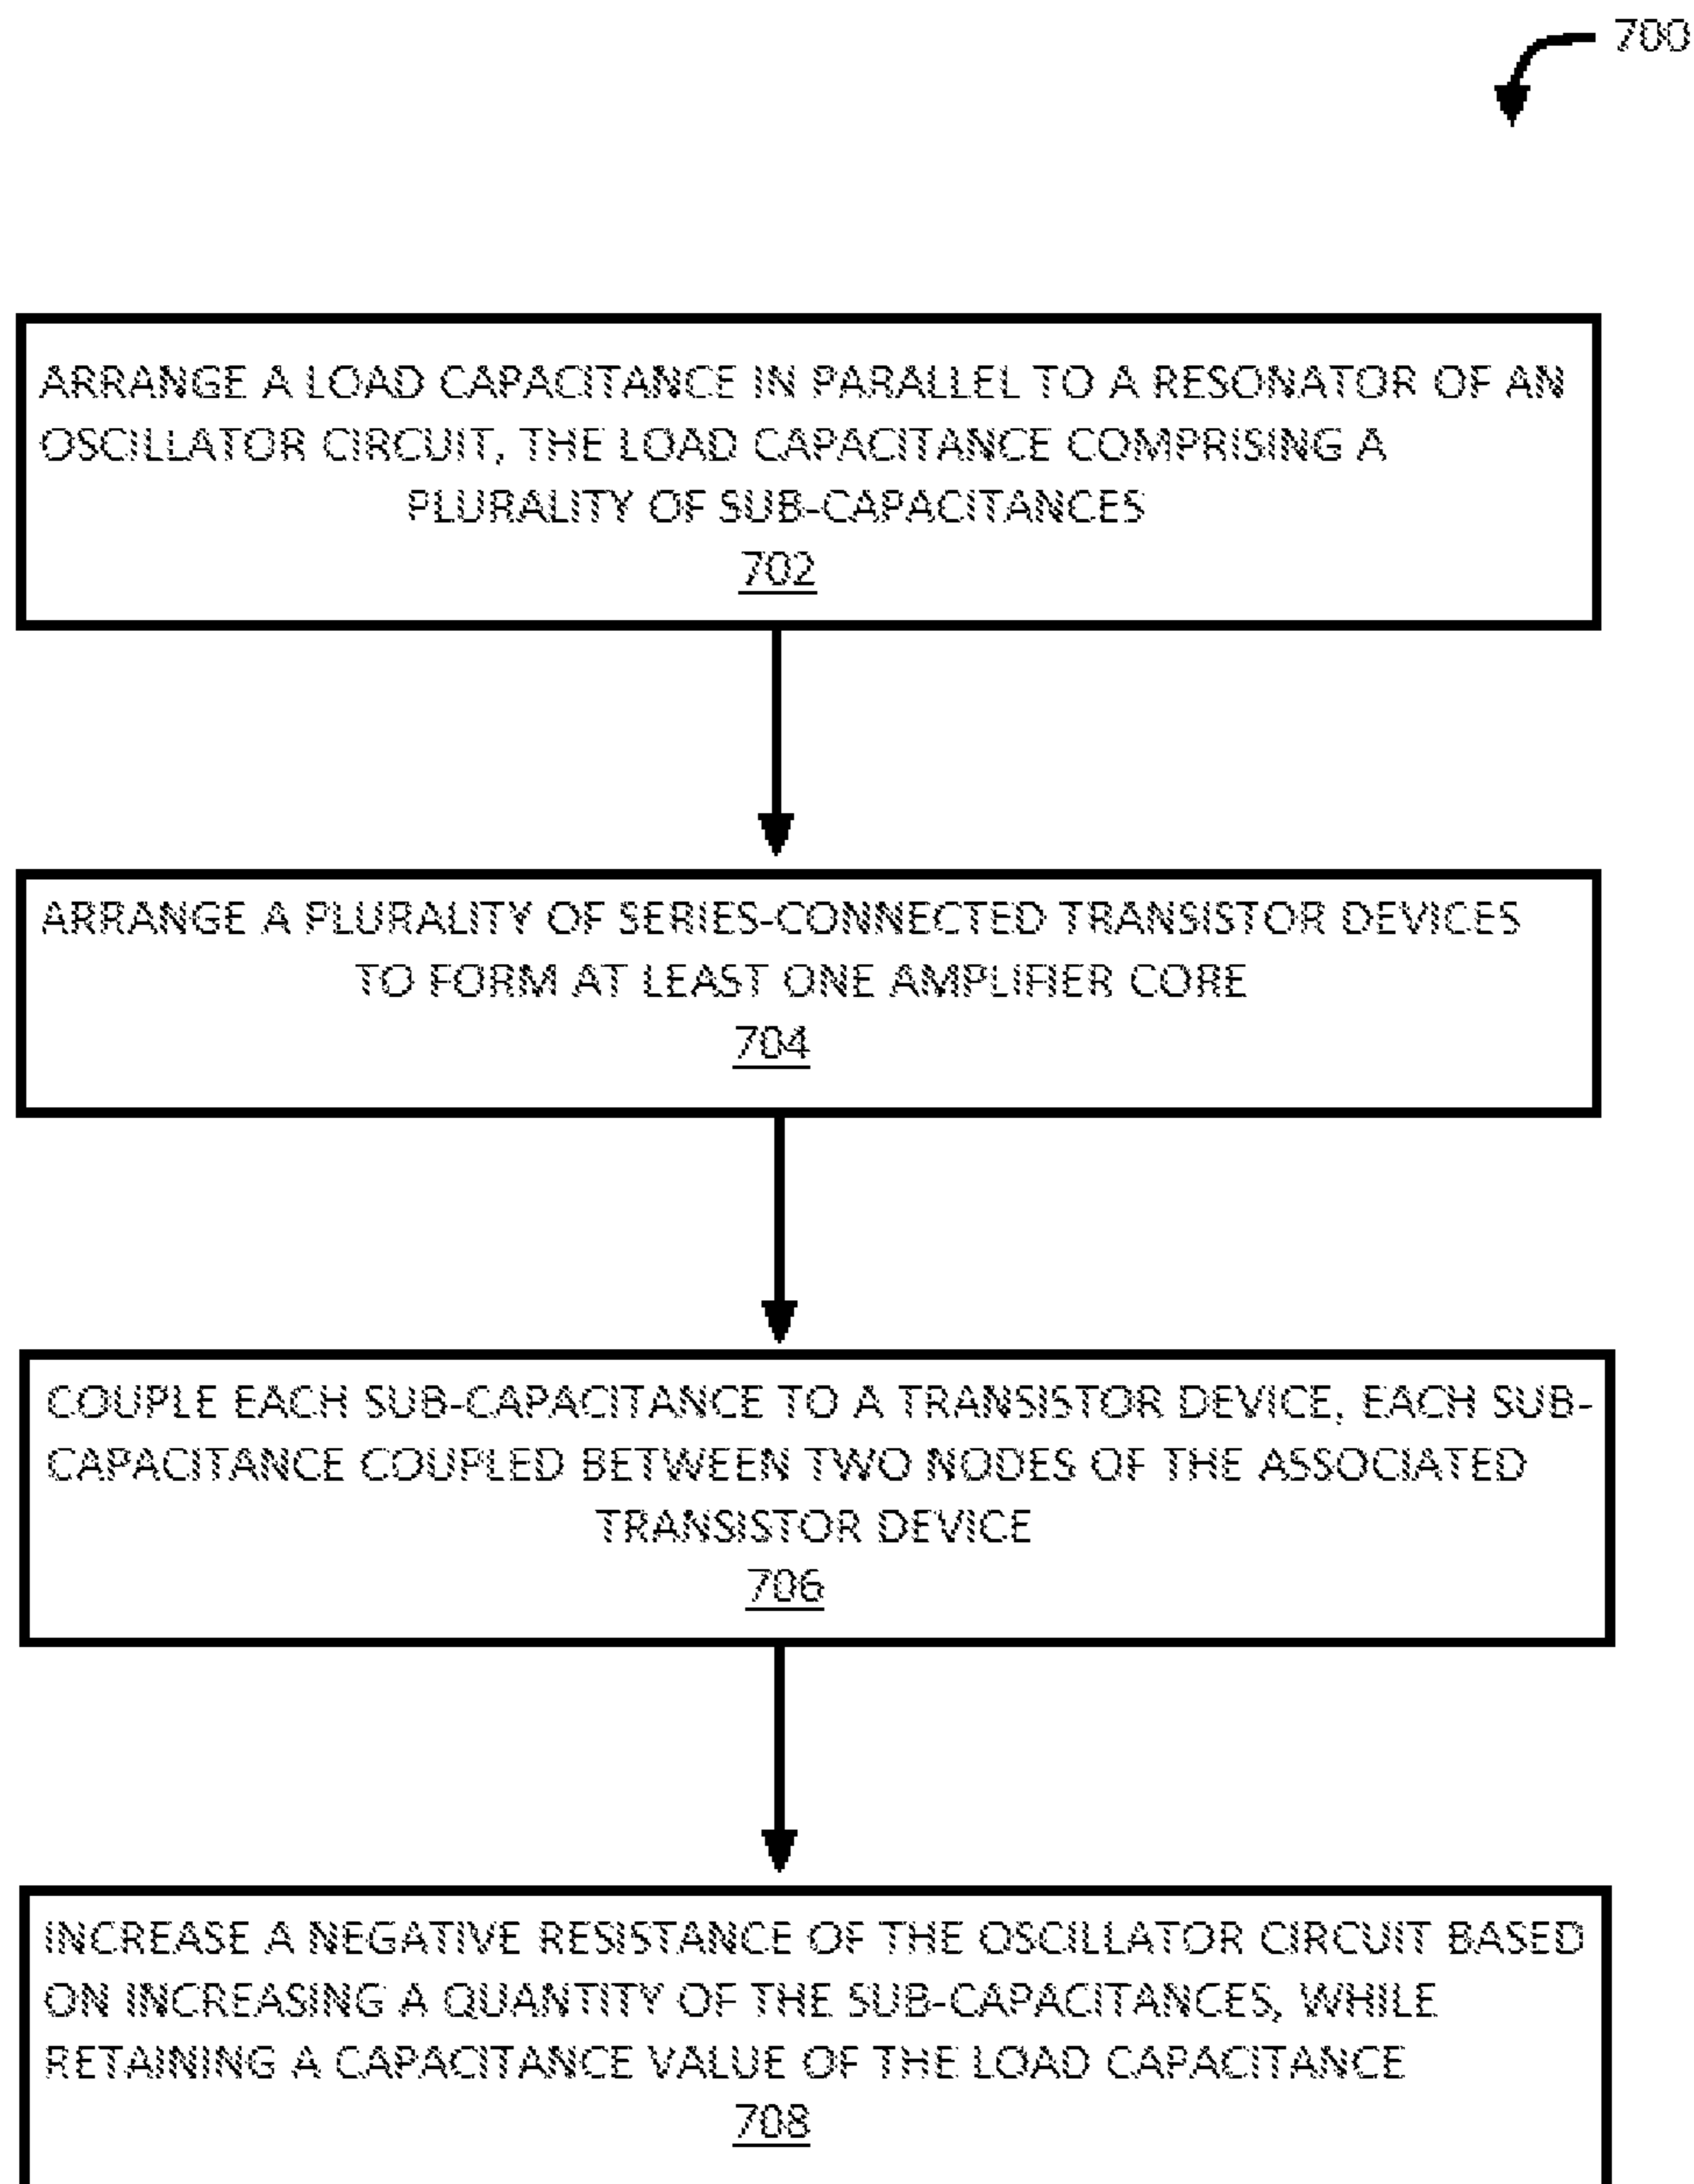 700
ARRANGE A LOAD CAPACITANCE IN PARALLEL TO A RESONATOR OF AN
OSCILLATOR CIRCUIT, THE LOAD CAPACITANCE COMPRISING A
PLURALITY OF SUB-CAPACITANCES
702
ARRANGE A PLURALITY OF SERIES-CONNECTED TRANSISTOR DEVICES
TO FORM AT LEAST ONE AMPLIFIER CORE
704
COUPLE EACH SUB-CAPACITANCE TO A TRANSISTOR DEVICE, EACH SUB-
CAPACITANCE COUPLED BETWEEN TWO NODES OF THE ASSOCIATED
TRANSISTOR DEVICE
706
INCREASE A NEGATIVE RESISTANCE OF THE OSCILLATOR CIRCUIT BASED
ON INCREASING A QUANTITY OF THE SUB-CAPACITANCES, WHILE
RETAINING A CAPACITANCE VALUE OF THE LOAD CAPACITANCE
708